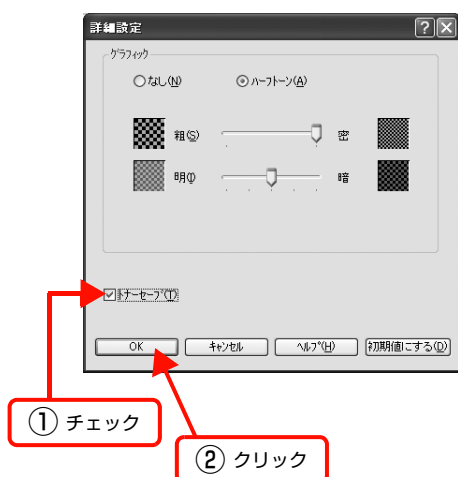 詳細設定
グラフィック
なし(N) ハーフトーン(A)
粗(S) 密
明(I) 暗
トナーセーブ(T)
OK キャンセル ヘルプ(H) 初期値にする(D)
① チェック
② クリック